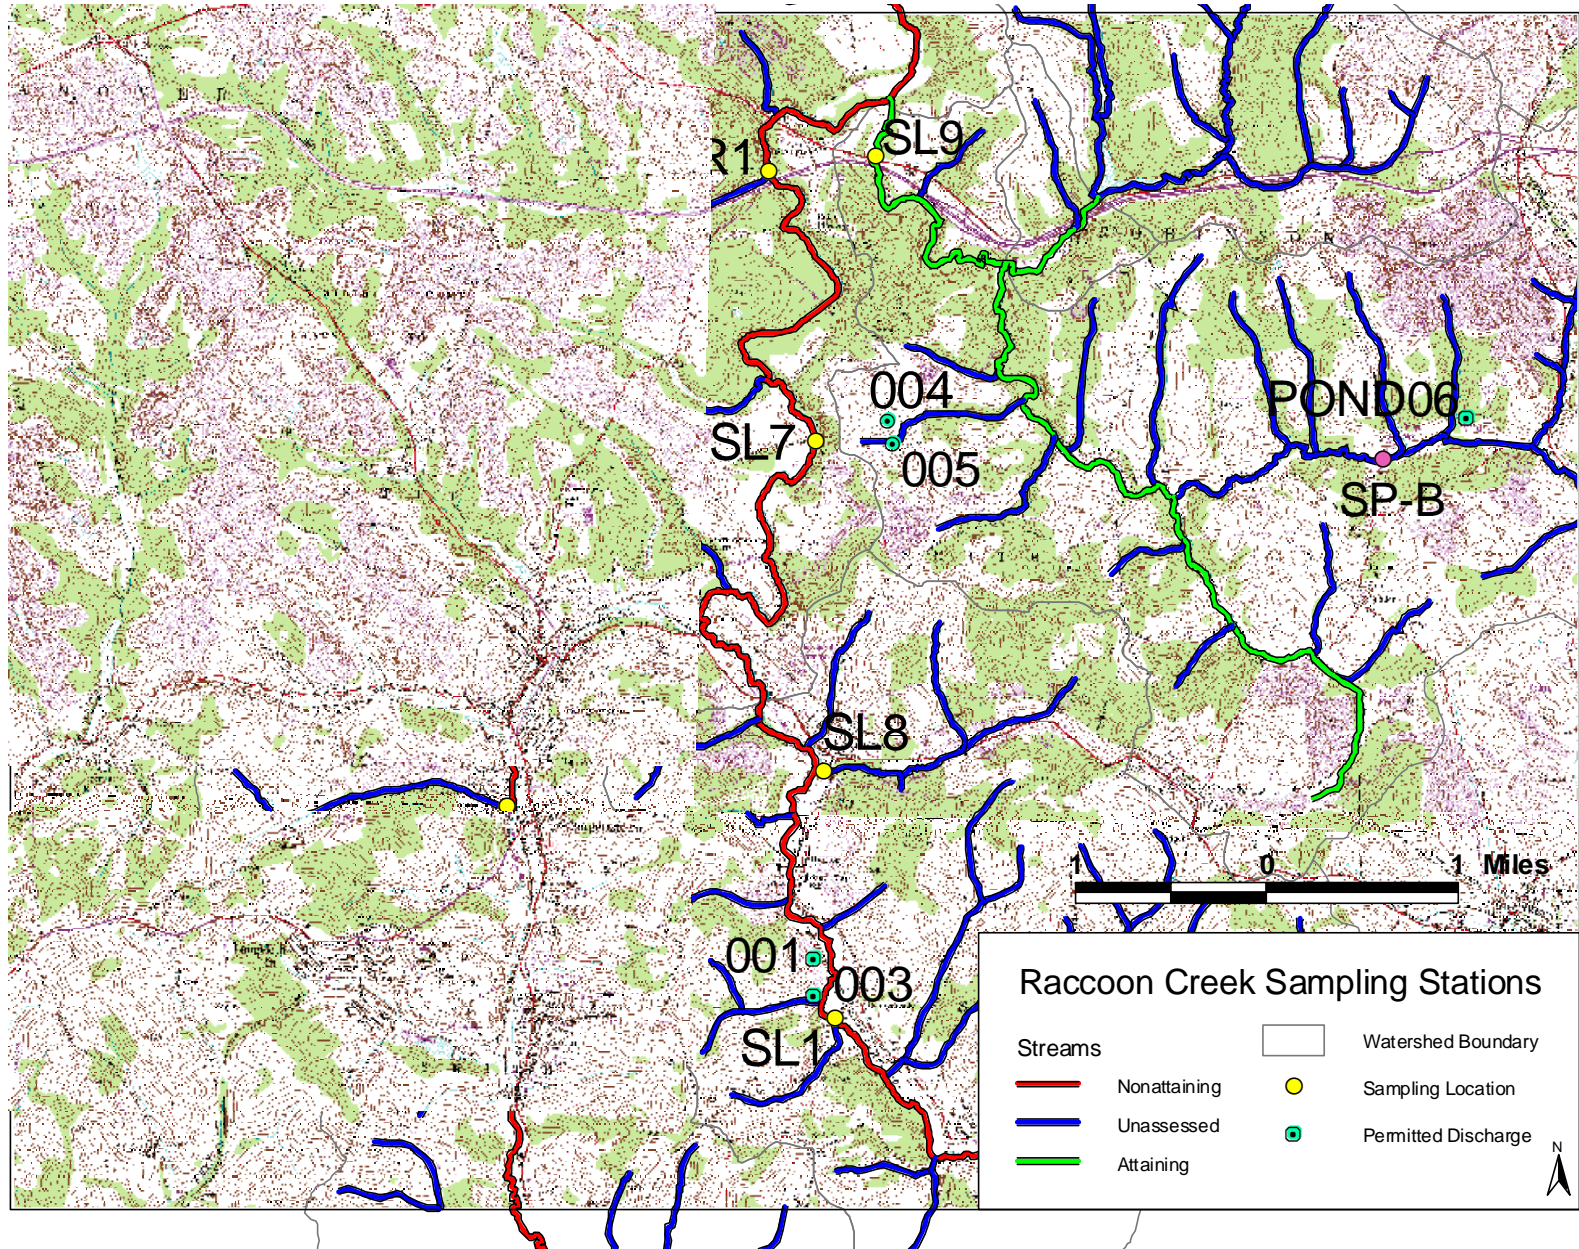 SL9
R1
004
POND06
SL7
005
SP-B
SL8
1 0 1 Miles
001
003
SL1
Raccoon Creek Sampling Stations
Streams
Watershed Boundary
Nonattaining
Sampling Location
Unassessed
Permitted Discharge
Attaining
N